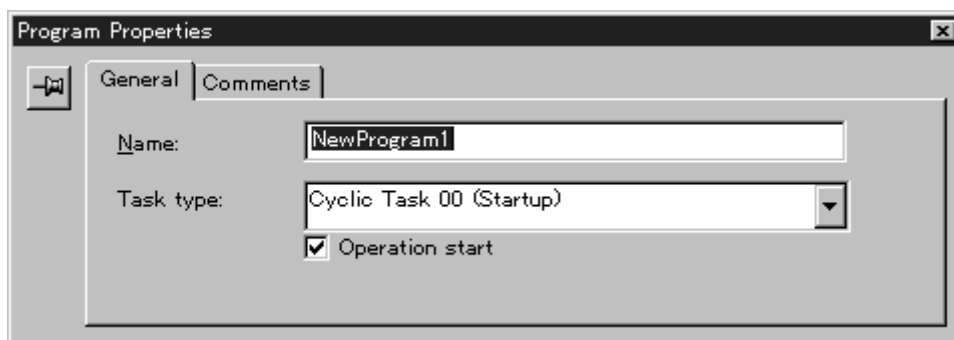 Program Properties
General
Comments
Name:
NewProgram1
Task type:
Cyclic Task 00 (Startup)
Operation start